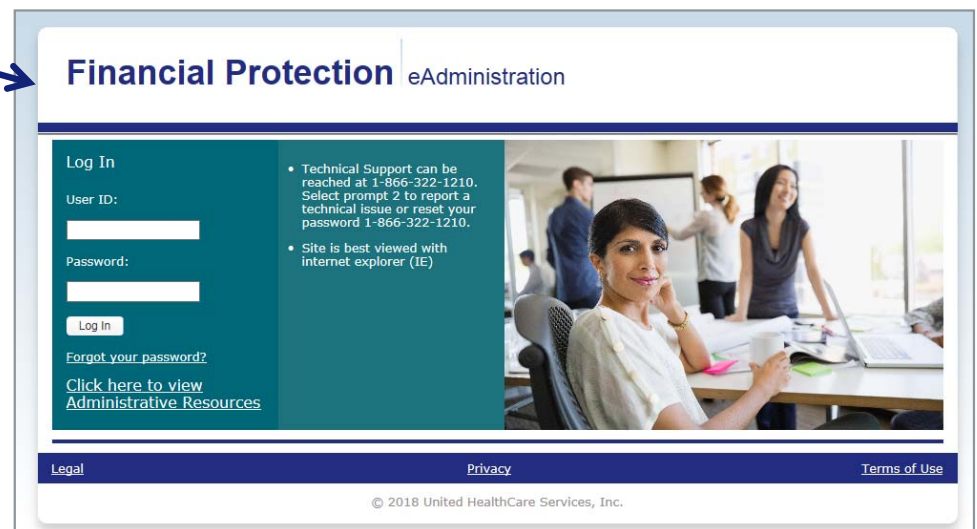 Financial Protection eAdministration
Log In
User ID:
Password:
Log In
Forgot your password?
Click here to view
Administrative Resources
• Technical Support can be
reached at 1-866-322-1210.
Select prompt 2 to report a
technical issue or reset your
password 1-866-322-1210.
• Site is best viewed with
internet explorer (IE)
Legal Privacy Terms of Use
© 2018 United HealthCare Services, Inc.